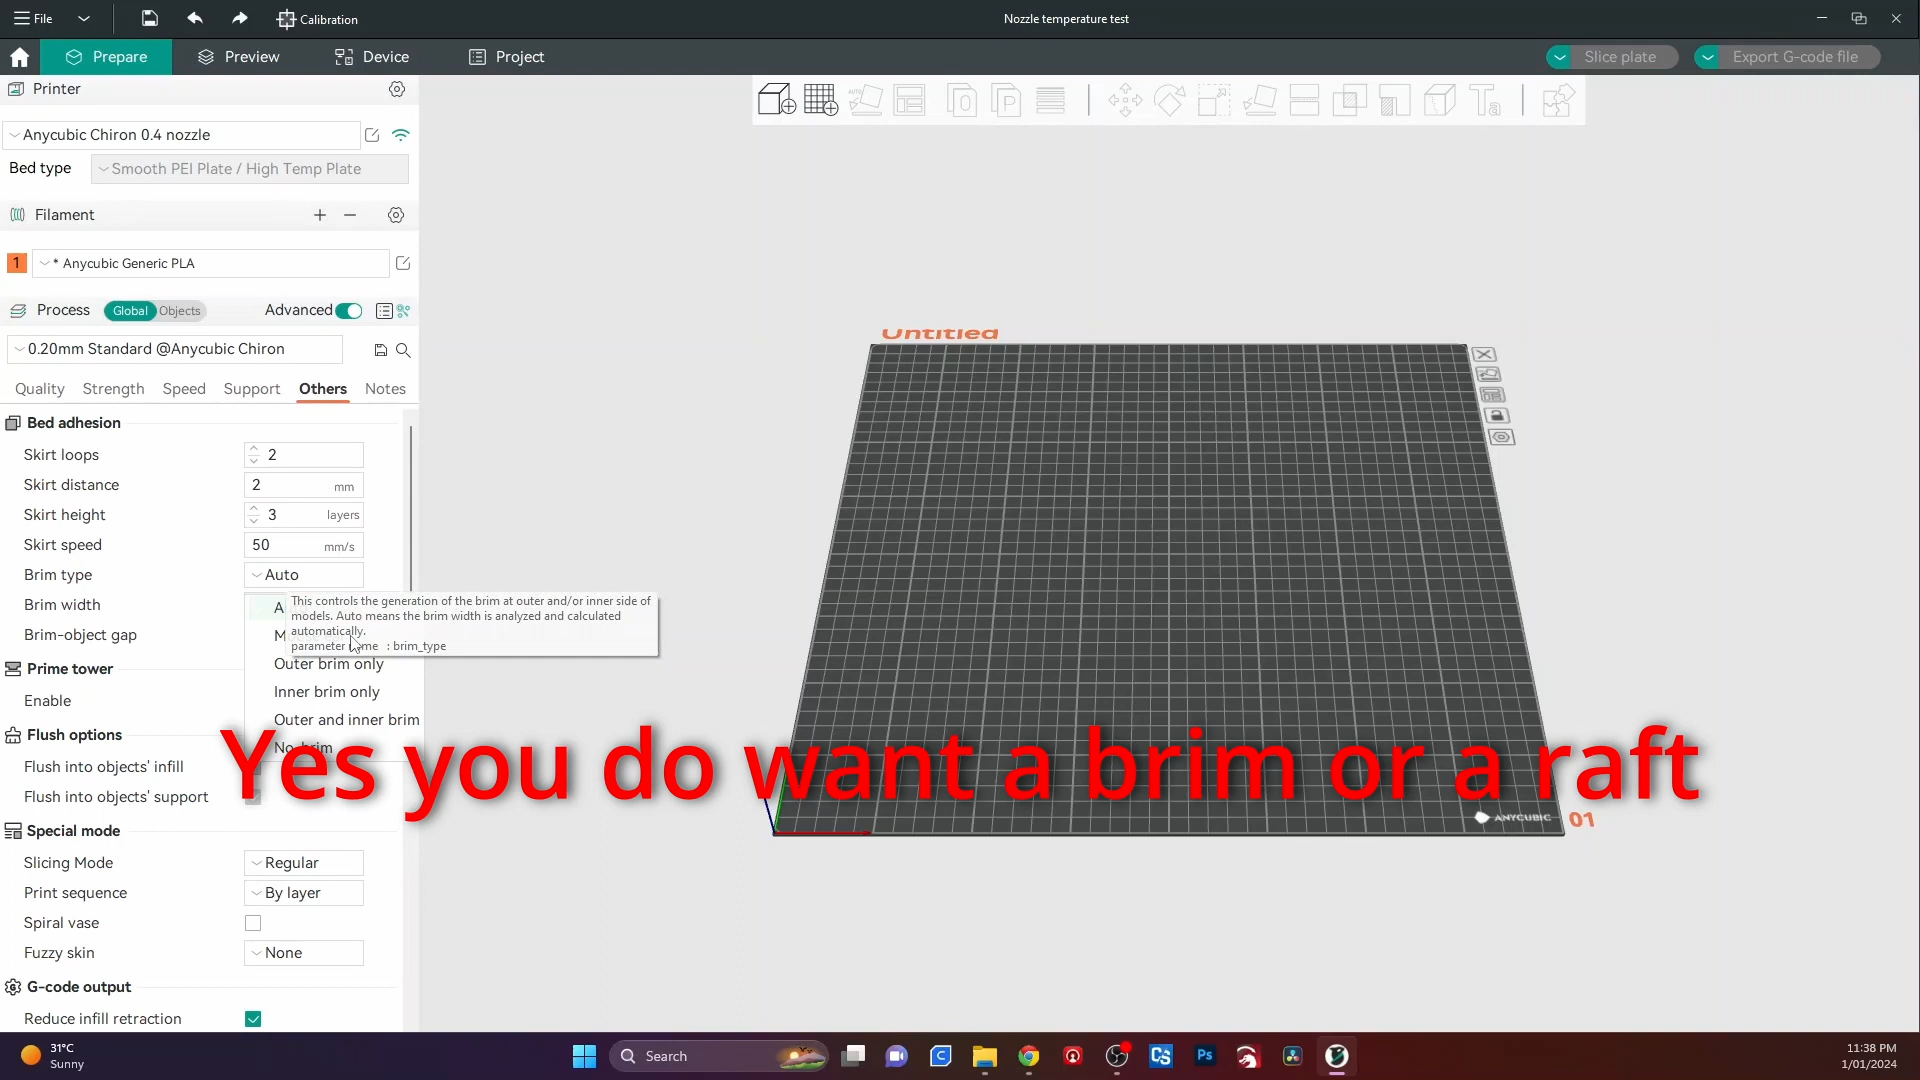 File
Calibration
Nozzle temperature test
Prepare
Preview
Device
Project
Slice plate
Export G-code file
Printer
Anycubic Chiron 0.4 nozzle
Bed type
Smooth PEI Plate / High Temp Plate
Filament
1
* Anycubic Generic PLA
Process
Global
Objects
Advanced
0.20mm Standard @Anycubic Chiron
Quality
Strength
Speed
Support
Others
Notes
Bed adhesion
Skirt loops
2
Skirt distance
2 mm
Skirt height
3 layers
Skirt speed
50 mm/s
Brim type
Auto
Brim width
This controls the generation of the brim at outer and/or inner side of
models. Auto means the brim width is analyzed and calculated
automatically.
parameter : brim_type
Brim-object gap
Outer brim only
Inner brim only
Outer and inner brim
No brim
Prime tower
Enable
Flush options
Flush into objects' infill
Flush into objects' support
Yes you do want a brim or a raft
Special mode
Slicing Mode
Regular
Print sequence
By layer
Spiral vase
Fuzzy skin
None
G-code output
Reduce infill retraction
Untitled
ANYCUBIC
01
31°C
Sunny
Search
Ps
11:38 PM
1/01/2024